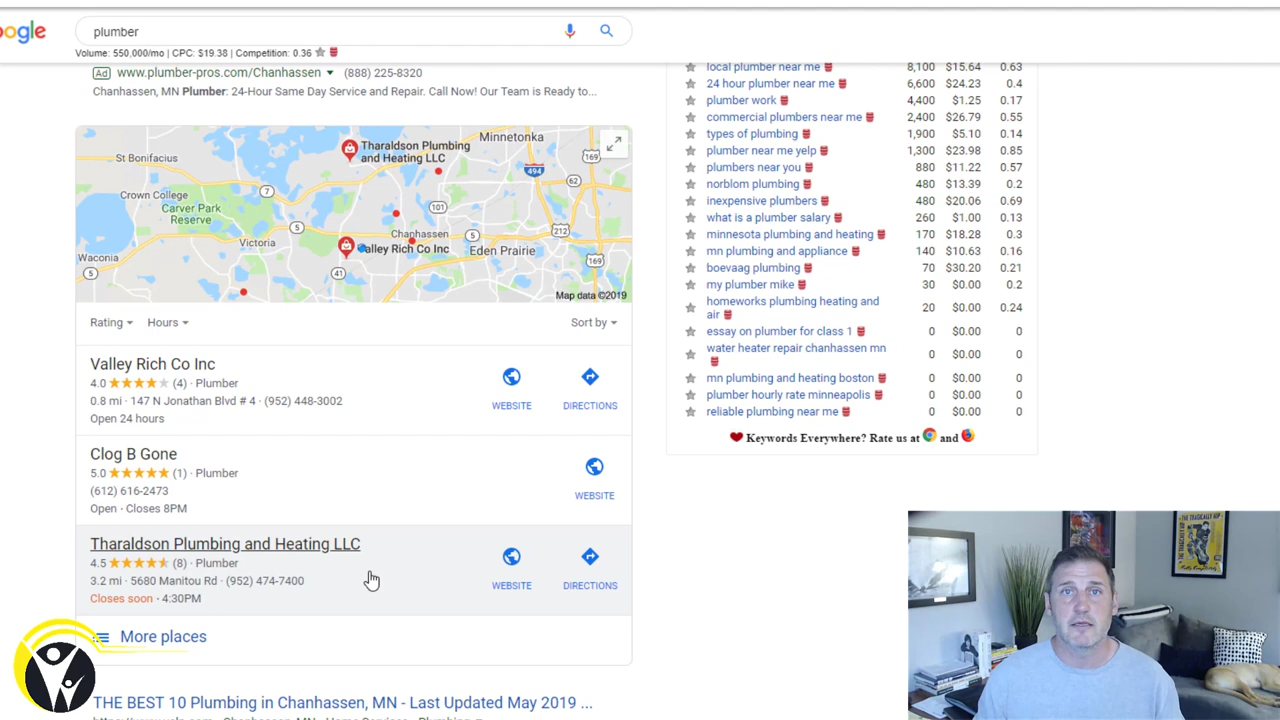 ogle
plumber
Volume: 550,000/mo | CPC: $19.38 | Competition: 0.36
Ad www.plumber-pros.com/Chanhassen (888) 225-8320
Chanhassen, MN Plumber: 24-Hour Same Day Service and Repair. Call Now! Our Team is Ready to...
Minnetonka
Tharaldson Plumbing
and Heating LLC
St Bonifacius
169
494
7
62
Crown College
Carver Park
Reserve
101
212
5
Chanhassen
5
Victoria
Valley Rich Co Inc
Eden Prairie
Waconia
169
5
41
Map data ©2019
Rating Hours Sort by
Valley Rich Co Inc
4.0 (4) · Plumber
0.8 mi · 147 N Jonathan Blvd # 4 · (952) 448-3002
Open 24 hours
WEBSITE DIRECTIONS
Clog B Gone
5.0 (1) · Plumber
(612) 616-2473
Open · Closes 8PM
WEBSITE
Tharaldson Plumbing and Heating LLC
4.5 (8) · Plumber
3.2 mi · 5680 Manitou Rd · (952) 474-7400
Closes soon · 4:30PM
WEBSITE DIRECTIONS
More places
THE BEST 10 Plumbing in Chanhassen, MN - Last Updated May 2019 ...
local plumber near me 8,100 $15.64 0.63
24 hour plumber near me 6,600 $24.23 0.4
plumber work 4,400 $1.25 0.17
commercial plumbers near me 2,400 $26.79 0.55
types of plumbing 1,900 $5.10 0.14
plumber near me yelp 1,300 $23.98 0.85
plumbers near you 880 $11.22 0.57
norblom plumbing 480 $13.39 0.2
inexpensive plumbers 480 $20.06 0.69
what is a plumber salary 260 $1.00 0.13
minnesota plumbing and heating 170 $18.28 0.3
mn plumbing and appliance 140 $10.63 0.16
boevaag plumbing 70 $30.20 0.21
my plumber mike 30 $0.00 0.2
homeworks plumbing heating and
air 20 $0.00 0.24
essay on plumber for class 1 0 $0.00 0
water heater repair chanhassen mn 0 $0.00 0
mn plumbing and heating boston 0 $0.00 0
plumber hourly rate minneapolis 0 $0.00 0
reliable plumbing near me 0 $0.00 0
Keywords Everywhere? Rate us at and
THE TRAGICALLY HIP